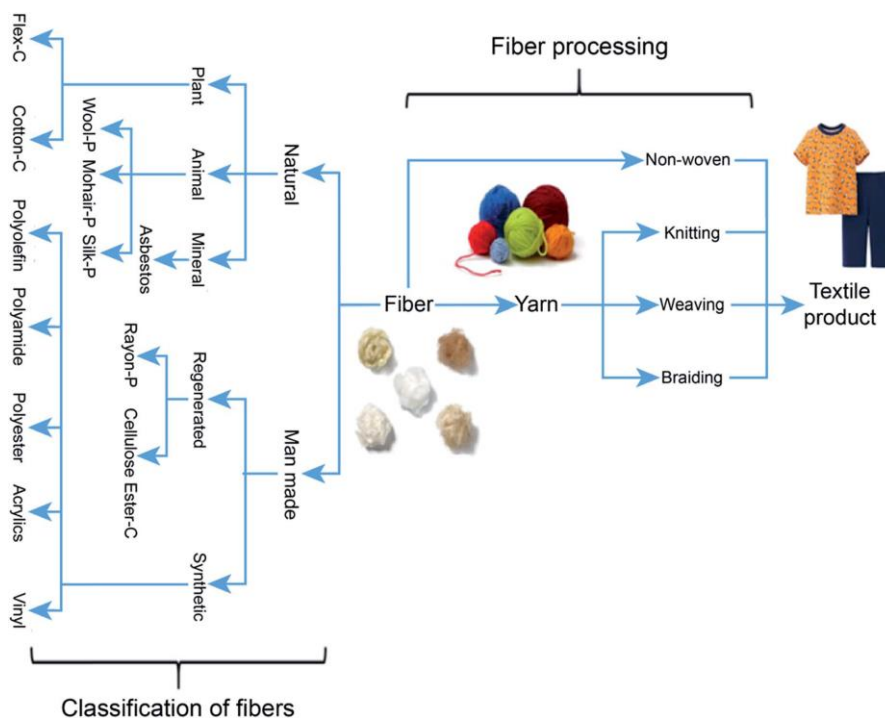 Fiber processing
Flex-C
Cotton-C
Polyolefin
Polyamide
Polyester
Acrylics
Vinyl
Wool-P
Mohair-P
Silk-P
Asbestos
Rayon-P
Cellulose Ester-C
Plant
Animal
Mineral
Regenerated
Synthetic
Natural
Man made
Fiber
Yarn
Non-woven
Knitting
Weaving
Braiding
Textile
product
Classification of fibers